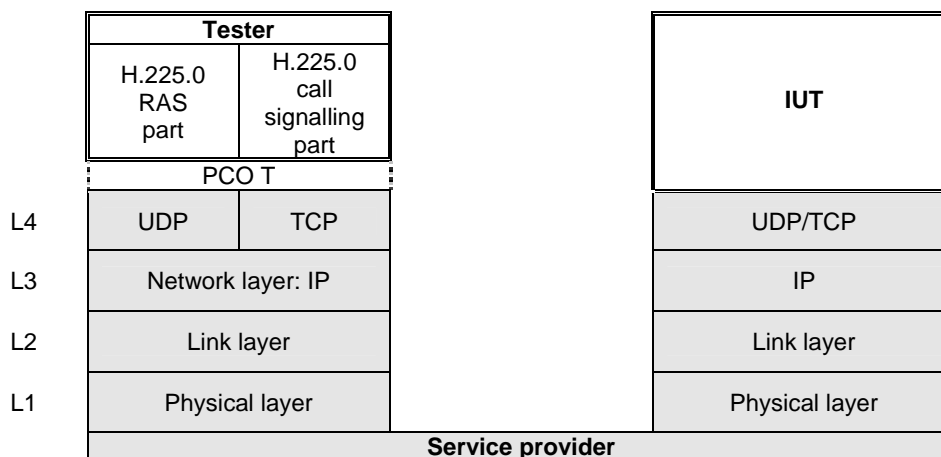 Tester
H.225.0
RAS
part
H.225.0
call
signalling
part
IUT
PCO T
L4
UDP
TCP
UDP/TCP
L3
Network layer: IP
IP
L2
Link layer
Link layer
L1
Physical layer
Physical layer
Service provider